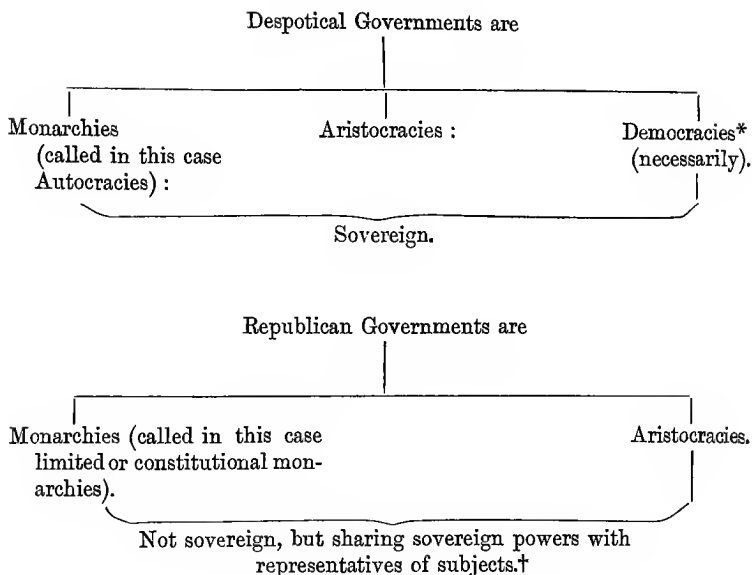 Despotical Governments are
Monarchies
(called in this case
Autocracies) :
Aristocracies :
Democracies*
(necessarily).
Sovereign.
Republican Governments are
Monarchies (called in this case
limited or constitutional mon-
archies).
Aristocracies.
Not sovereign, but sharing sovereign powers with
representatives of subjects.†